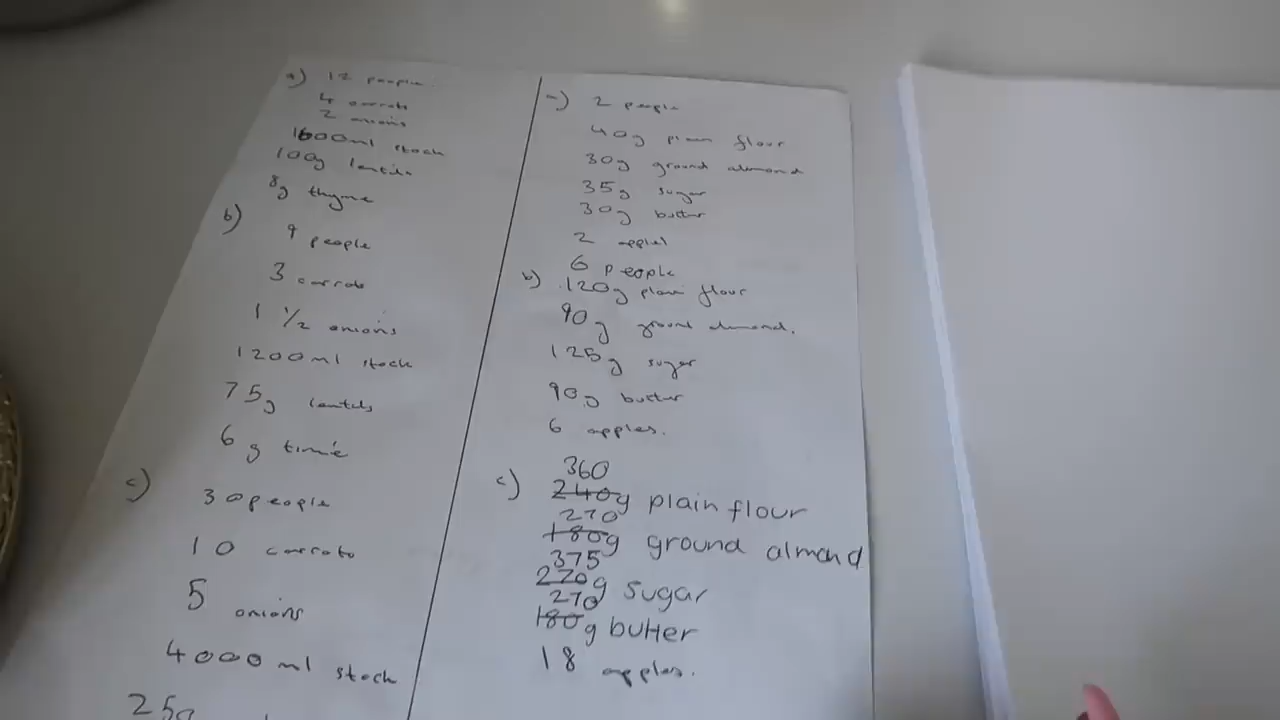 a) 12 people
4 carrots
2 onions
1600ml stock
100g lentils
8g thyme
b)
9 people
3 carrots
1 1/2 onions
1200ml stock
75g lentils
6g time
c)
30 people
10 carrots
5 onions
4000ml stock
25g
a) 2 people
40g plain flour
30g ground almond
35g sugar
30g butter
2 apples
6 people
b) 120g plain flour
90g ground almond.
125g sugar
90g butter
6 apples.
360
c) 240g plain flour
270
180g ground almond
375
220g sugar
270
180g butter
18 apples.